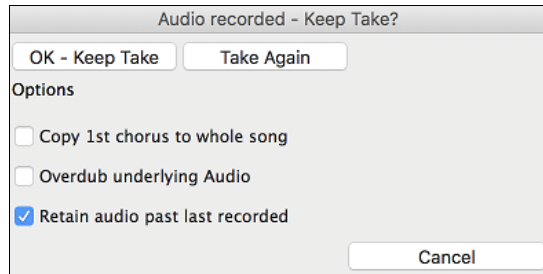 Audio recorded - Keep Take?
OK - Keep Take Take Again
Options
Copy 1st chorus to whole song
Overdub underlying Audio
Retain audio past last recorded
Cancel